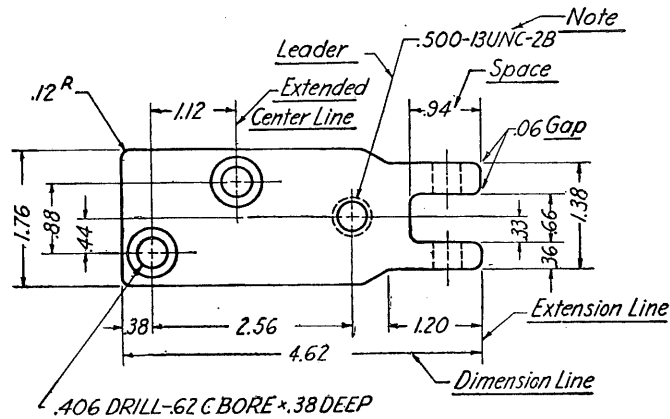 Note
.500-13UNC-2B
Leader
Space
Extended
Center Line
.12 R
1.12
.94
.06 Gap
1.76
.88
.44
.33
.66
1.38
.36
.38
2.56
1.20
Extension Line
4.62
Dimension Line
.406 DRILL-.62 C BORE × .38 DEEP